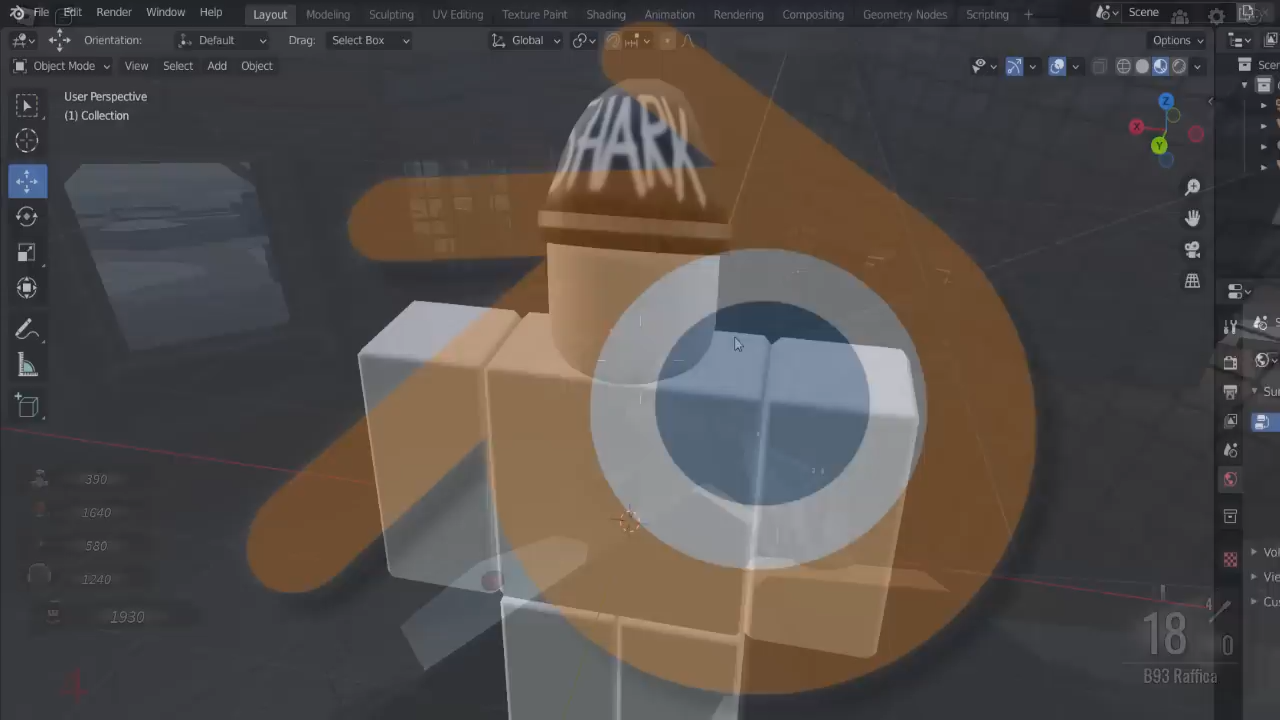 File Edit Render Window Help Layout Modeling Sculpting UV Editing Texture Paint Shading Animation Rendering Compositing Geometry Nodes Scripting + Scene
Orientation: Default Drag: Select Box Global Options
Object Mode View Select Add Object
User Perspective
(1) Collection
Z
X
Y
HARK
390
1640
580
1240
1930
18
0
B93 Raffica